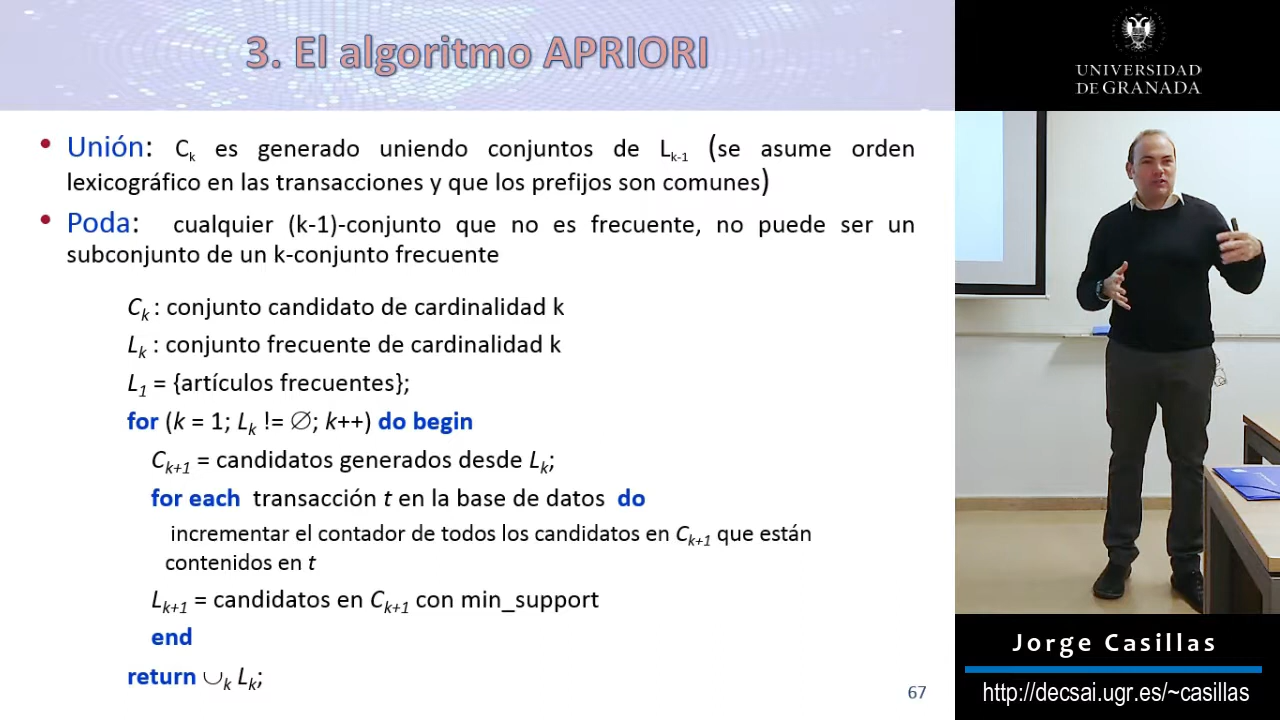 3. El algoritmo APRIORI
• Unión: Ck es generado uniendo conjuntos de Lk-1 (se asume orden
lexicográfico en las transacciones y que los prefijos son comunes)
• Poda: cualquier (k-1)-conjunto que no es frecuente, no puede ser un
subconjunto de un k-conjunto frecuente
Ck : conjunto candidato de cardinalidad k
Lk : conjunto frecuente de cardinalidad k
L1 = {artículos frecuentes};
for (k = 1; Lk != ∅; k++) do begin
Ck+1 = candidatos generados desde Lk;
for each transacción t en la base de datos do
incrementar el contador de todos los candidatos en Ck+1 que están
contenidos en t
Lk+1 = candidatos en Ck+1 con min_support
end
return ∪k Lk;
67
UNIVERSIDAD
DE GRANADA
Jorge Casillas
http://decsai.ugr.es/~casillas